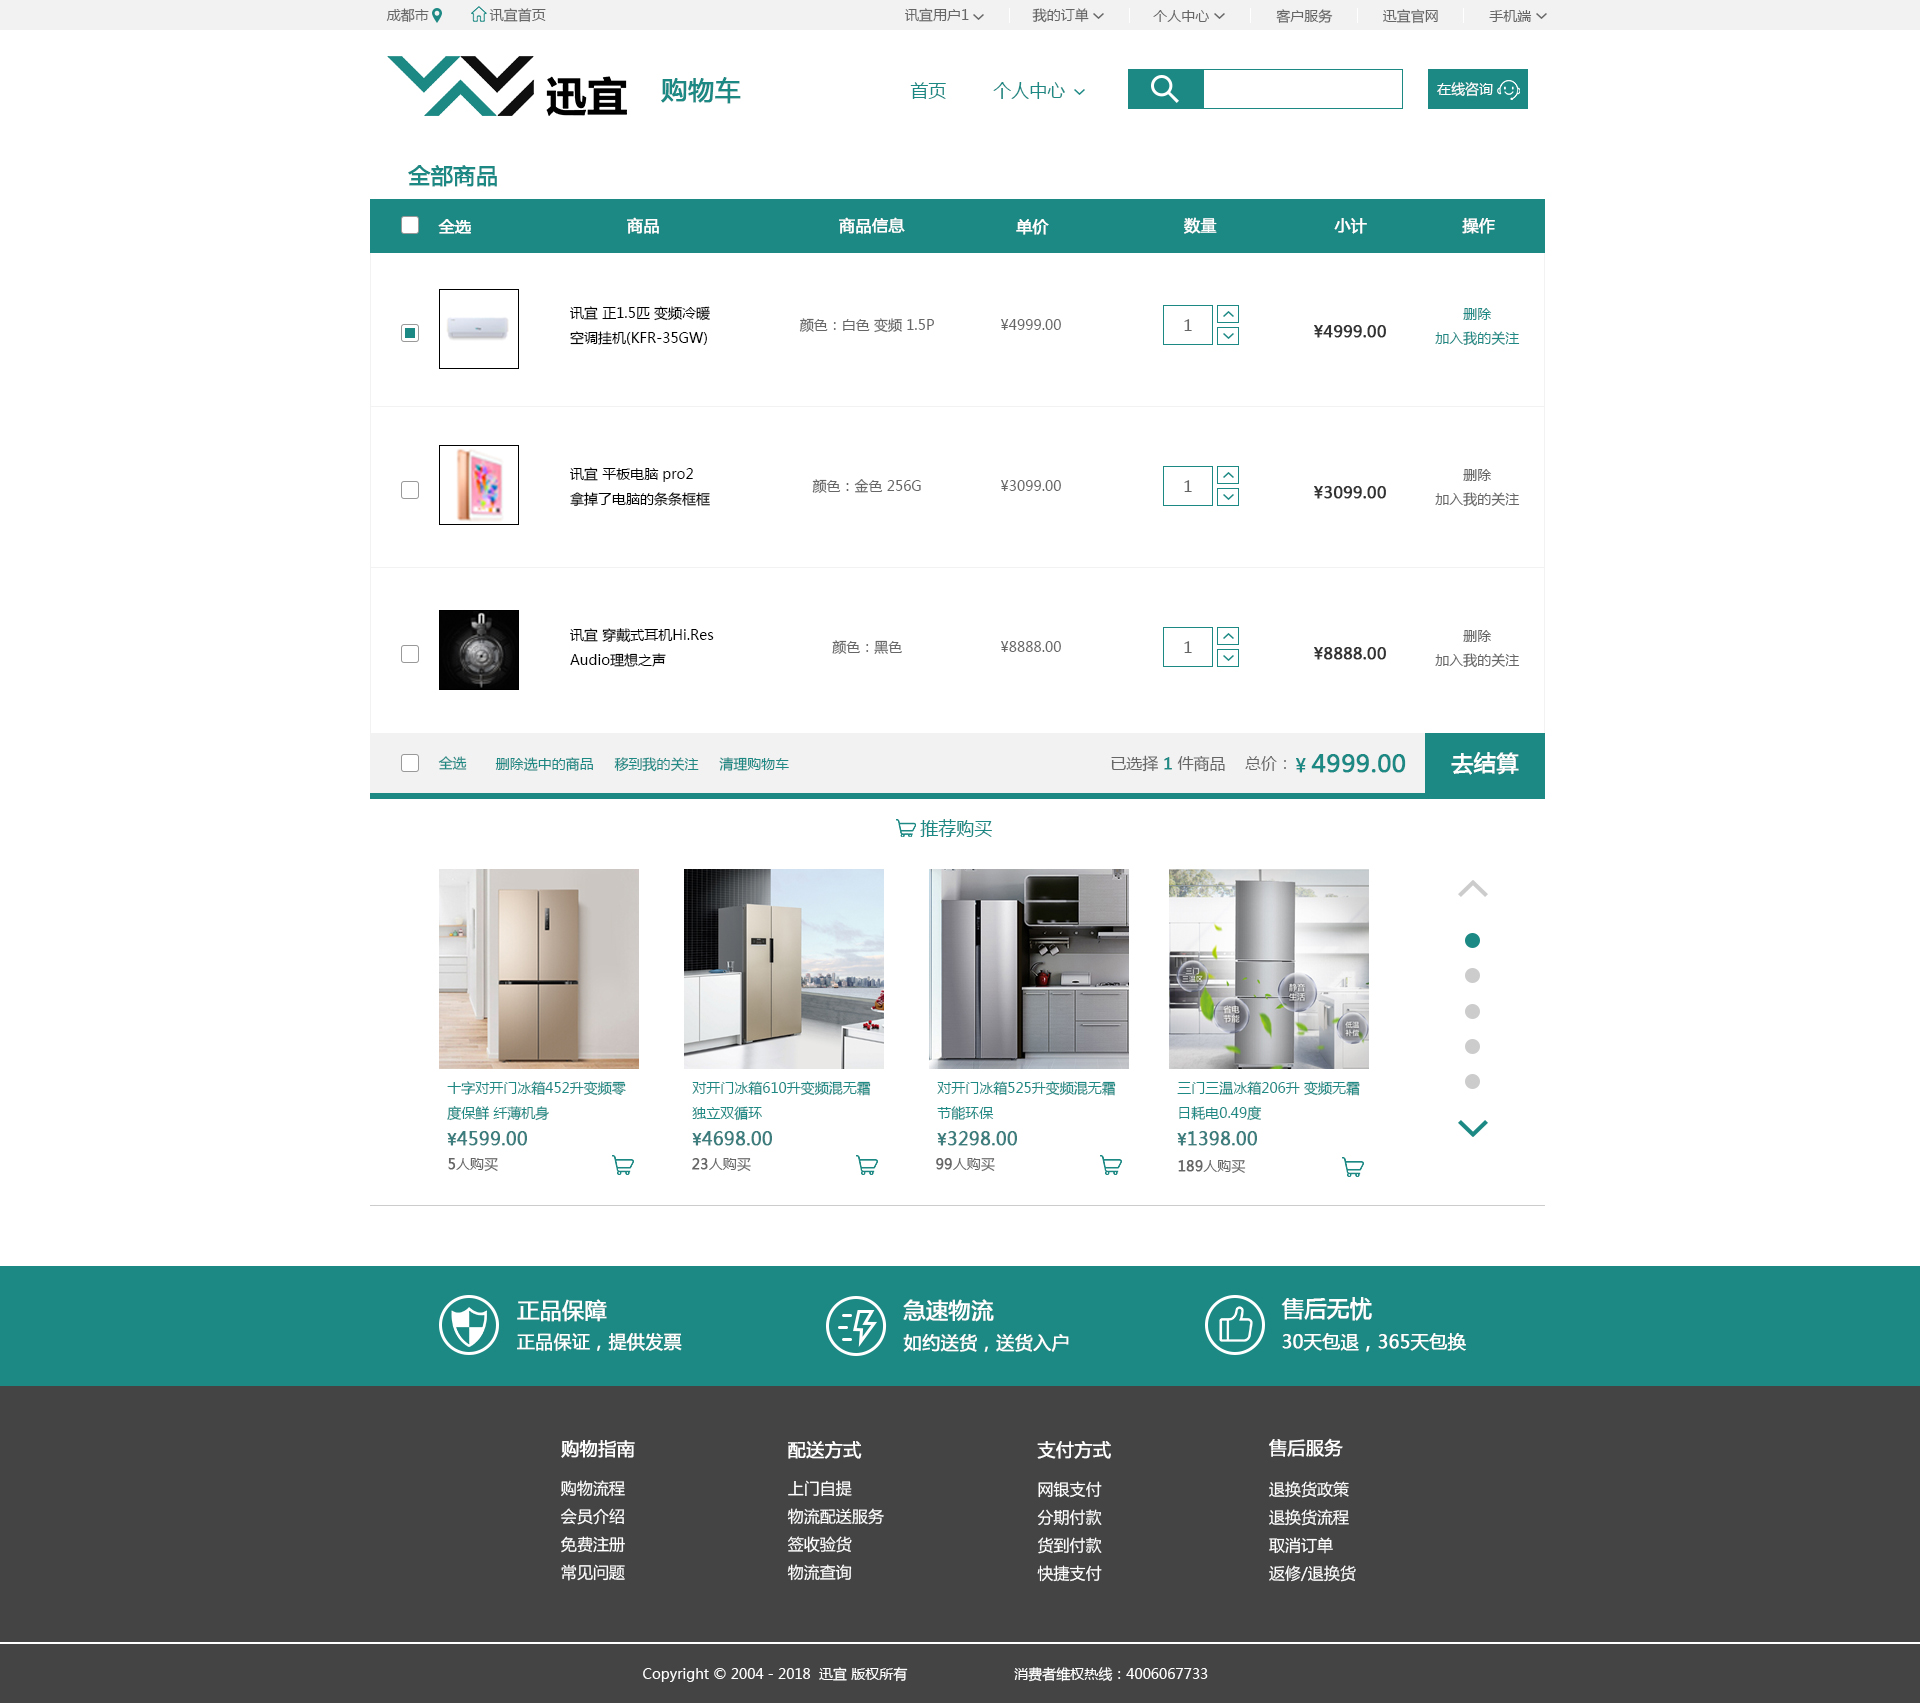 成都市 迅宜首页 迅宜用户1 我的订单 个人中心 客户服务 迅宜官网 手机端
迅宜 购物车 首页 个人中心 在线咨询
全部商品
全选 商品 商品信息 单价 数量 小计 操作
迅宜 正1.5匹 变频冷暖
空调挂机(KFR-35GW)
颜色：白色 变频 1.5P
¥4999.00
1
¥4999.00
删除
加入我的关注
迅宜 平板电脑 pro2
拿掉了电脑的条条框框
颜色：金色 256G
¥3099.00
1
¥3099.00
删除
加入我的关注
迅宜 穿戴式耳机Hi.Res
Audio理想之声
颜色：黑色
¥8888.00
1
¥8888.00
删除
加入我的关注
全选 删除选中的商品 移到我的关注 清理购物车 已选择 1 件商品 总价：¥ 4999.00 去结算
推荐购买
三门
三温区
静音
生活
省电
节能
低温
补偿
十字对开门冰箱452升变频零
度保鲜 纤薄机身
¥4599.00
5人购买
对开门冰箱610升变频混无霜
独立双循环
¥4698.00
23人购买
对开门冰箱525升变频混无霜
节能环保
¥3298.00
99人购买
三门三温冰箱206升 变频无霜
日耗电0.49度
¥1398.00
189人购买
正品保障
正品保证，提供发票
急速物流
如约送货，送货入户
售后无忧
30天包退，365天包换
购物指南
购物流程
会员介绍
免费注册
常见问题
配送方式
上门自提
物流配送服务
签收验货
物流查询
支付方式
网银支付
分期付款
货到付款
快捷支付
售后服务
退换货政策
退换货流程
取消订单
返修/退换货
Copyright © 2004 - 2018 迅宜 版权所有 消费者维权热线：4006067733